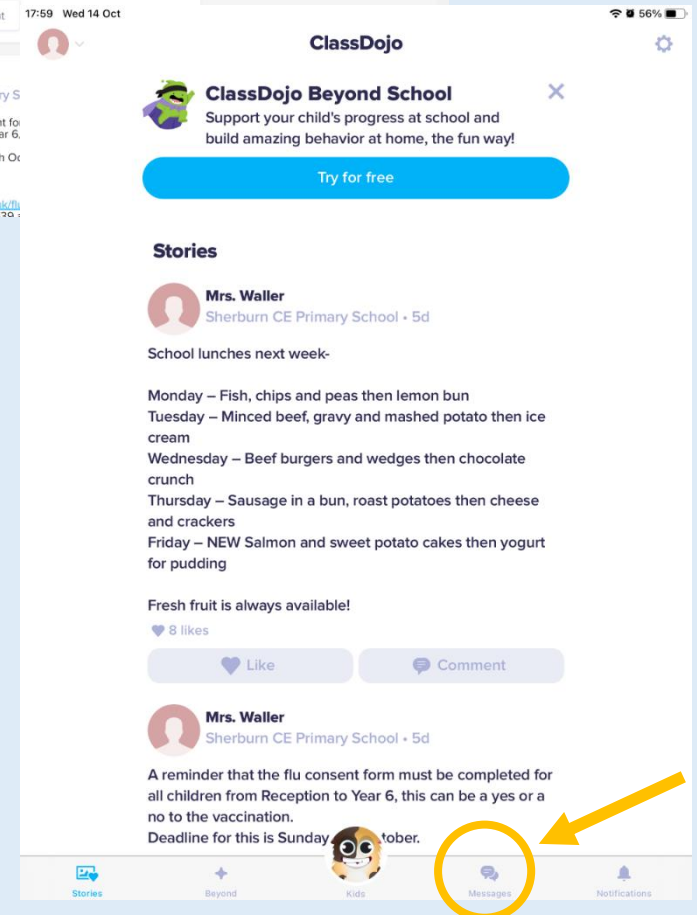 17:59 Wed 14 Oct
56%
ClassDojo
ClassDojo Beyond School
Support your child's progress at school and
build amazing behavior at home, the fun way!
Try for free
Stories
Mrs. Waller
Sherburn CE Primary School • 5d
School lunches next week-
Monday – Fish, chips and peas then lemon bun
Tuesday – Minced beef, gravy and mashed potato then ice
cream
Wednesday – Beef burgers and wedges then chocolate
crunch
Thursday – Sausage in a bun, roast potatoes then cheese
and crackers
Friday – NEW Salmon and sweet potato cakes then yogurt
for pudding
Fresh fruit is always available!
8 likes
Like
Comment
Mrs. Waller
Sherburn CE Primary School • 5d
A reminder that the flu consent form must be completed for
all children from Reception to Year 6, this can be a yes or a
no to the vaccination.
Deadline for this is Sunday tober.
Stories
Beyond
Kids
Messages
Notifications